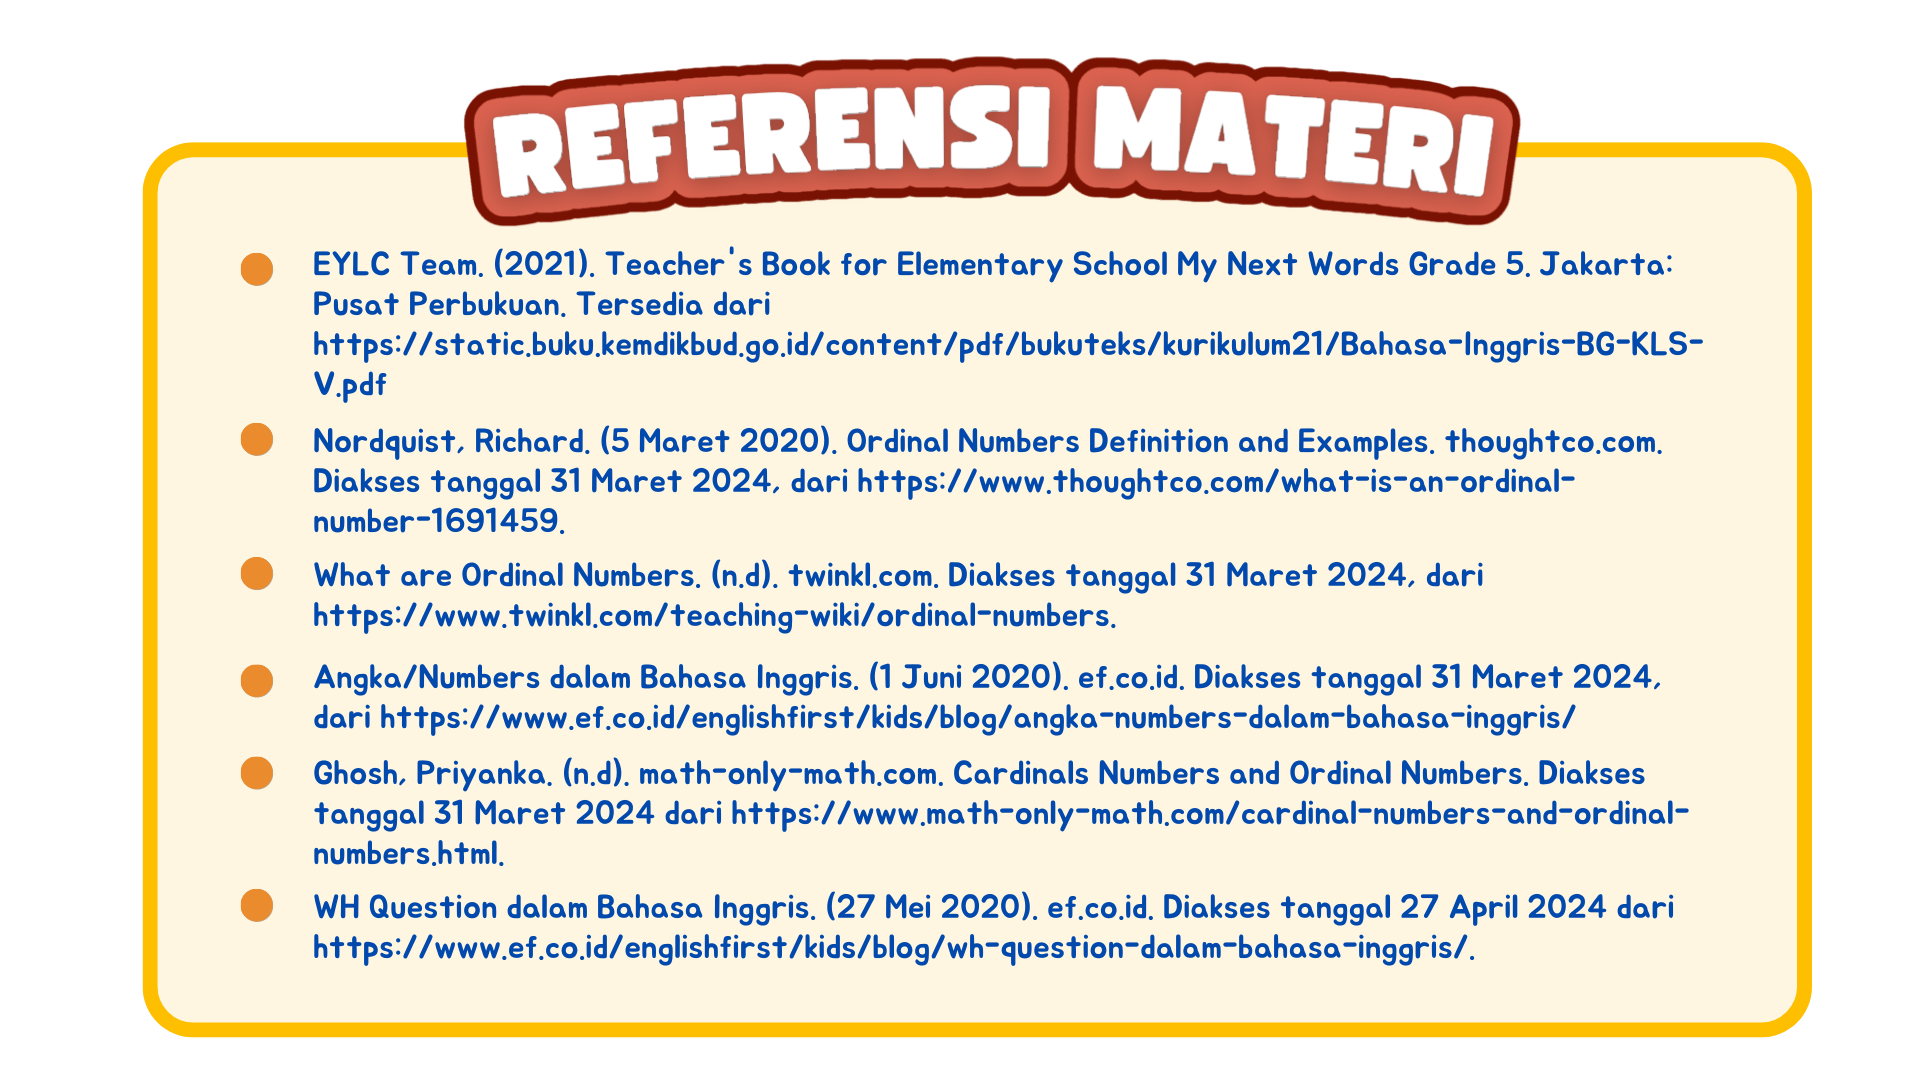 REFERENSI MATERI
EYLC Team. (2021). Teacher's Book for Elementary School My Next Words Grade 5. Jakarta:
Pusat Perbukuan. Tersedia dari
https://static.buku.kemdikbud.go.id/content/pdf/bukuteks/kurikulum21/Bahasa-Inggris-BG-KLS-
V.pdf
Nordquist, Richard. (5 Maret 2020). Ordinal Numbers Definition and Examples. thoughtco.com.
Diakses tanggal 31 Maret 2024, dari https://www.thoughtco.com/what-is-an-ordinal-
number-1691459.
What are Ordinal Numbers. (n.d). twinkl.com. Diakses tanggal 31 Maret 2024, dari
https://www.twinkl.com/teaching-wiki/ordinal-numbers.
Angka/Numbers dalam Bahasa Inggris. (1 Juni 2020). ef.co.id. Diakses tanggal 31 Maret 2024,
dari https://www.ef.co.id/englishfirst/kids/blog/angka-numbers-dalam-bahasa-inggris/
Ghosh, Priyanka. (n.d). math-only-math.com. Cardinals Numbers and Ordinal Numbers. Diakses
tanggal 31 Maret 2024 dari https://www.math-only-math.com/cardinal-numbers-and-ordinal-
numbers.html.
WH Question dalam Bahasa Inggris. (27 Mei 2020). ef.co.id. Diakses tanggal 27 April 2024 dari
https://www.ef.co.id/englishfirst/kids/blog/wh-question-dalam-bahasa-inggris/.